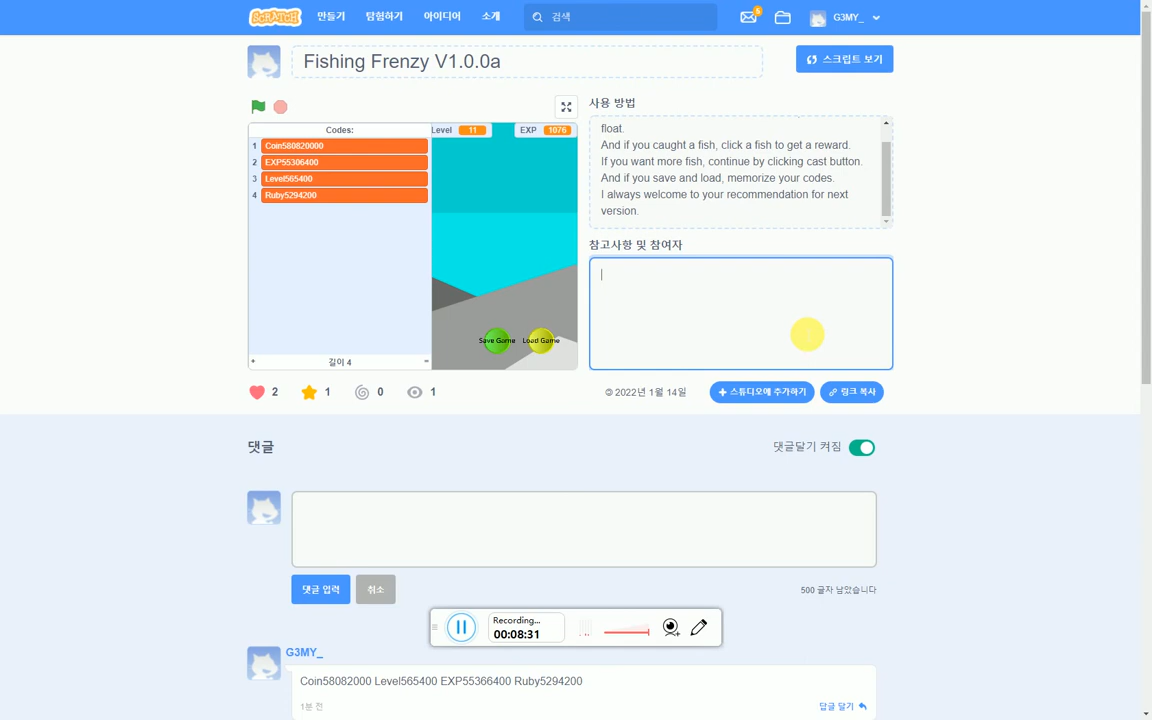 SCRATCH
만들기
탐험하기
아이디어
소개
검색
5
G3MY_
Fishing Frenzy V1.0.0a
스크립트 보기
사용 방법
float.
And if you caught a fish, click a fish to get a reward.
If you want more fish, continue by clicking cast button.
And if you save and load, memorize your codes.
I always welcome to your recommendation for next
version.
Codes:
1 Coin580820000
2 EXP55306400
3 Level565400
4 Ruby5294200
+ 길이 4 =
Level 11
EXP 1076
Save Game
Load Game
참고사항 및 참여자
2
1
0
1
© 2022년 1월 14일
스튜디오에 추가하기
링크 복사
댓글
댓글달기 켜짐
댓글 입력
취소
500 글자 남았습니다
Recording...
00:08:31
G3MY_
Coin58082000 Level565400 EXP55366400 Ruby5294200
1분 전
답글 달기